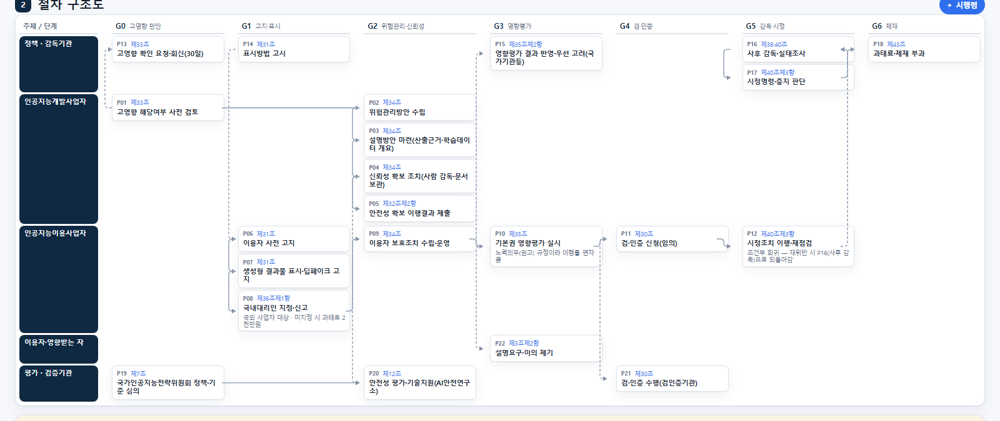 2 절차 구조도
+ 시행령
주체 / 단계
G0 고영향 판단
G1 고지·표시
G2 위험관리·신뢰성
G3 영향평가
G4 검·인증
G5 감독·시정
G6 제재
정책 · 감독기관
P13 제33조
고영향 확인 요청·회신(30일)
P14 제31조
표시방법 고시
P15 제35조제2항
영향평가 결과 반영·우선 고려(국
가기관등)
P16 제38·40조
사후 감독·실태조사
P17 제40조제3항
시정명령·중지 판단
P18 제43조
과태료·제재 부과
인공지능개발사업자
P01 제33조
고영향 해당여부 사전 검토
P02 제34조
위험관리방안 수립
P03 제34조
설명방안 마련(산출근거·학습데이
터 개요)
P04 제34조
신뢰성 확보 조치(사람 감독·문서
보관)
P05 제32조제2항
안전성 확보 이행결과 제출
인공지능이용사업자
P06 제31조
이용자 사전 고지
P07 제31조
생성형 결과물 표시·딥페이크 고
지
P08 제36조제1항
국내대리인 지정·신고
국외 사업자 대상 · 미지정 시 과태료 2
천만원
P09 제34조
이용자 보호조치 수립·운영
P10 제35조
기본권 영향평가 실시
노력의무(권고) 규정이라 이행률 편차
큼
P11 제30조
검·인증 신청(임의)
P12 제40조제3항
시정조치 이행·재점검
조건부 회귀 — 재위반 시 P16(사후 감
독)으로 되돌아감
이용자·영향받는 자
P22 제3조제2항
설명요구·이의 제기
평가 · 검증기관
P19 제7조
국가인공지능전략위원회 정책·기
준 심의
P20 제12조
안전성 평가·기술지원(AI안전연구
소)
P21 제30조
검·인증 수행(검인증기관)